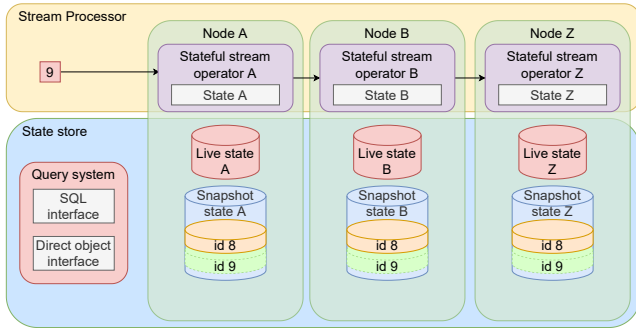 Stream Processor
Node A
Node B
Node Z
9
Stateful stream
operator A
State A
Stateful stream
operator B
State B
Stateful stream
operator Z
State Z
State store
Query system
SQL
interface
Direct object
interface
Live state
A
Snapshot
state A
id 8
id 9
Live state
B
Snapshot
state B
id 8
id 9
Live state
Z
Snapshot
state Z
id 8
id 9